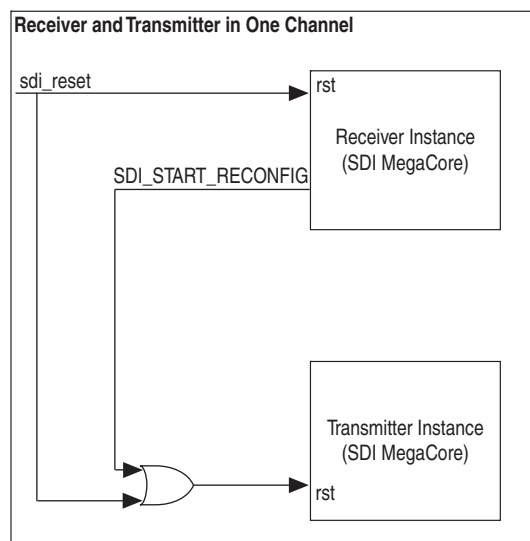 Receiver and Transmitter in One Channel
sdi_reset
rst
Receiver Instance
(SDI MegaCore)
SDI_START_RECONFIG
Transmitter Instance
(SDI MegaCore)
rst